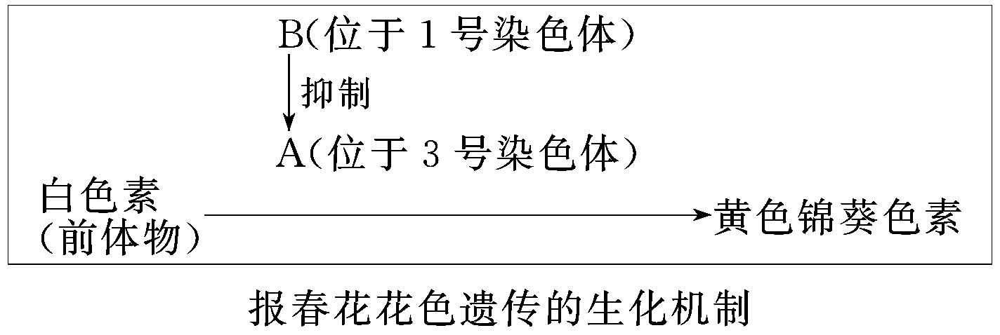 B(位于 1 号染色体)
抑制
A(位于 3 号染色体)
白色素
(前体物)
黄色锦葵色素
报春花花色遗传的生化机制